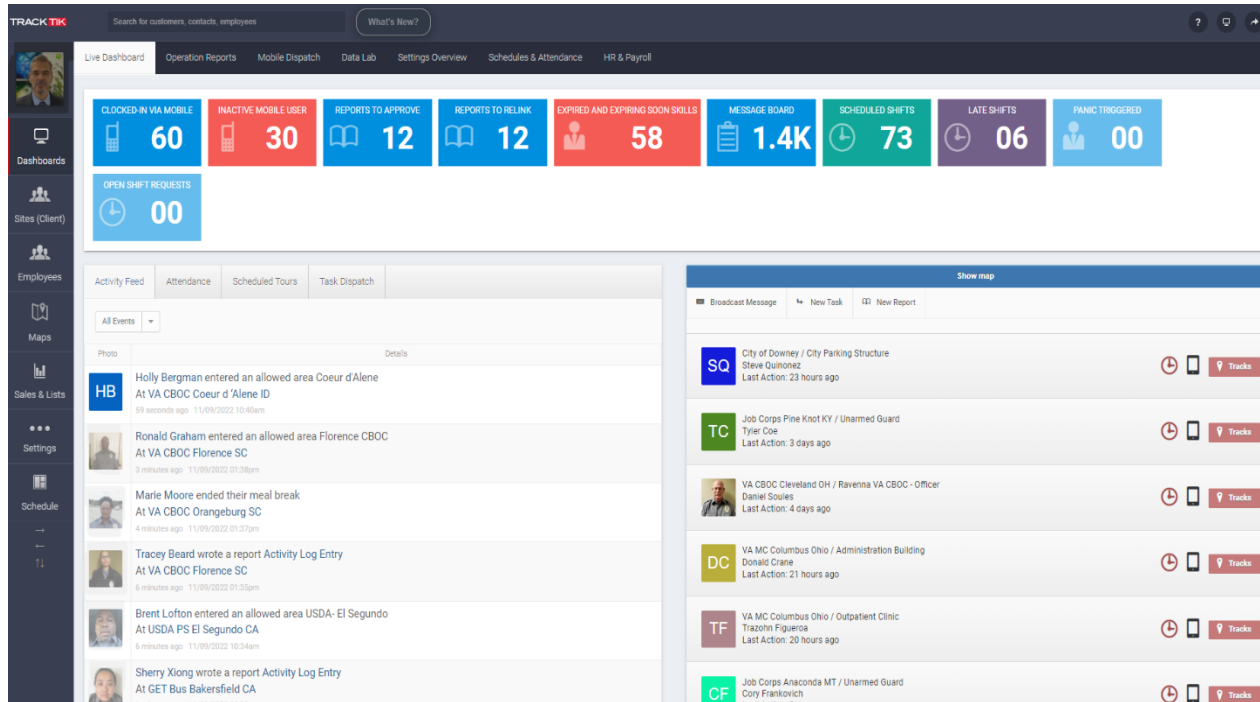 TRACK TIK
Search for customers, contacts, employees
What's New?
?
Live Dashboard
Operation Reports
Mobile Dispatch
Data Lab
Settings Overview
Schedules & Attendance
HR & Payroll
Dashboards
Sites (Client)
Employees
Maps
Sales & Lists
Settings
Schedule
CLOCKED-IN VIA MOBILE
60
INACTIVE MOBILE USER
30
REPORTS TO APPROVE
12
REPORTS TO RELINK
12
EXPIRED AND EXPIRING SOON SKILLS
58
MESSAGE BOARD
1.4K
SCHEDULED SHIFTS
73
LATE SHIFTS
06
PANIC TRIGGERED
00
OPEN SHIFT REQUESTS
00
Activity Feed
Attendance
Scheduled Tours
Task Dispatch
All Events
Photo
Details
HB
Holly Bergman entered an allowed area Coeur d'Alene
At VA CBOC Coeur d 'Alene ID
59 seconds ago 11/09/2022 10:40am
Ronald Graham entered an allowed area Florence CBOC
At VA CBOC Florence SC
3 minutes ago 11/09/2022 01:38pm
Marie Moore ended their meal break
At VA CBOC Orangeburg SC
4 minutes ago 11/09/2022 01:37pm
Tracey Beard wrote a report Activity Log Entry
At VA CBOC Florence SC
6 minutes ago 11/09/2022 01:35pm
Brent Lofton entered an allowed area USDA- El Segundo
At USDA PS El Segundo CA
6 minutes ago 11/09/2022 10:34am
Sherry Xiong wrote a report Activity Log Entry
At GET Bus Bakersfield CA
Show map
Broadcast Message
New Task
New Report
SQ
City of Downey / City Parking Structure
Steve Quinonez
Last Action: 23 hours ago
Tracks
TC
Job Corps Pine Knot KY / Unarmed Guard
Tyler Coe
Last Action: 3 days ago
Tracks
VA CBOC Cleveland OH / Ravenna VA CBOC - Officer
Daniel Soules
Last Action: 4 days ago
Tracks
DC
VA MC Columbus Ohio / Administration Building
Donald Crane
Last Action: 21 hours ago
Tracks
TF
VA MC Columbus Ohio / Outpatient Clinic
Trazohn Figueroa
Last Action: 20 hours ago
Tracks
CF
Job Corps Anaconda MT / Unarmed Guard
Cory Frankovich
Tracks